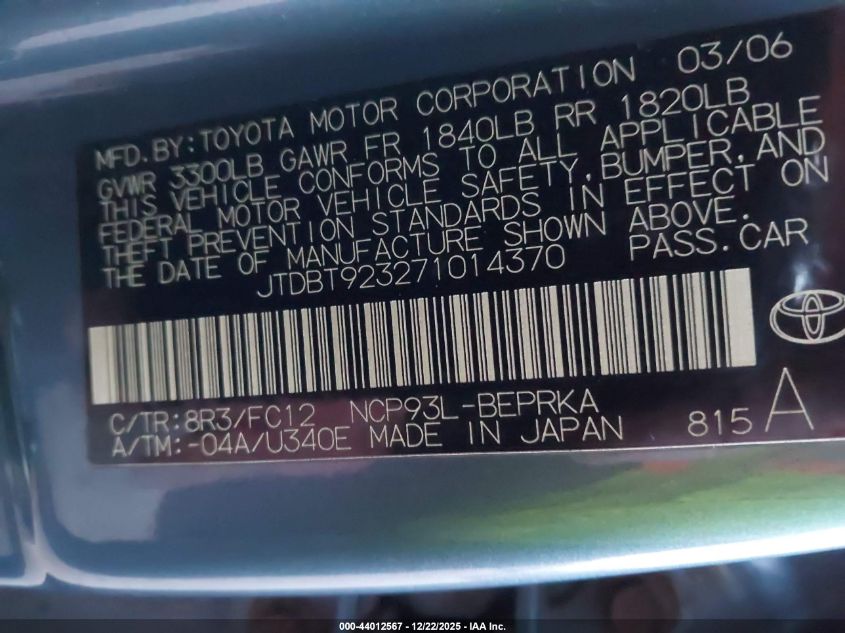 MFD.BY:TOYOTA MOTOR CORPORATION 03/06
GVWR 3300LB GAWR FR 1840LB RR 1820LB
THIS VEHICLE CONFORMS TO ALL APPLICABLE
FEDERAL MOTOR VEHICLE SAFETY,BUMPER,AND
THEFT PREVENTION STANDARDS IN EFFECT ON
THE DATE OF MANUFACTURE SHOWN ABOVE.
JTDBT923271014370 PASS.CAR
C/TR:8R3/FC12 NCP93L-BEPRKA
A/TM:-04A/U340E MADE IN JAPAN 815 A
000-44012567 - 12/22/2025 - IAA Inc.